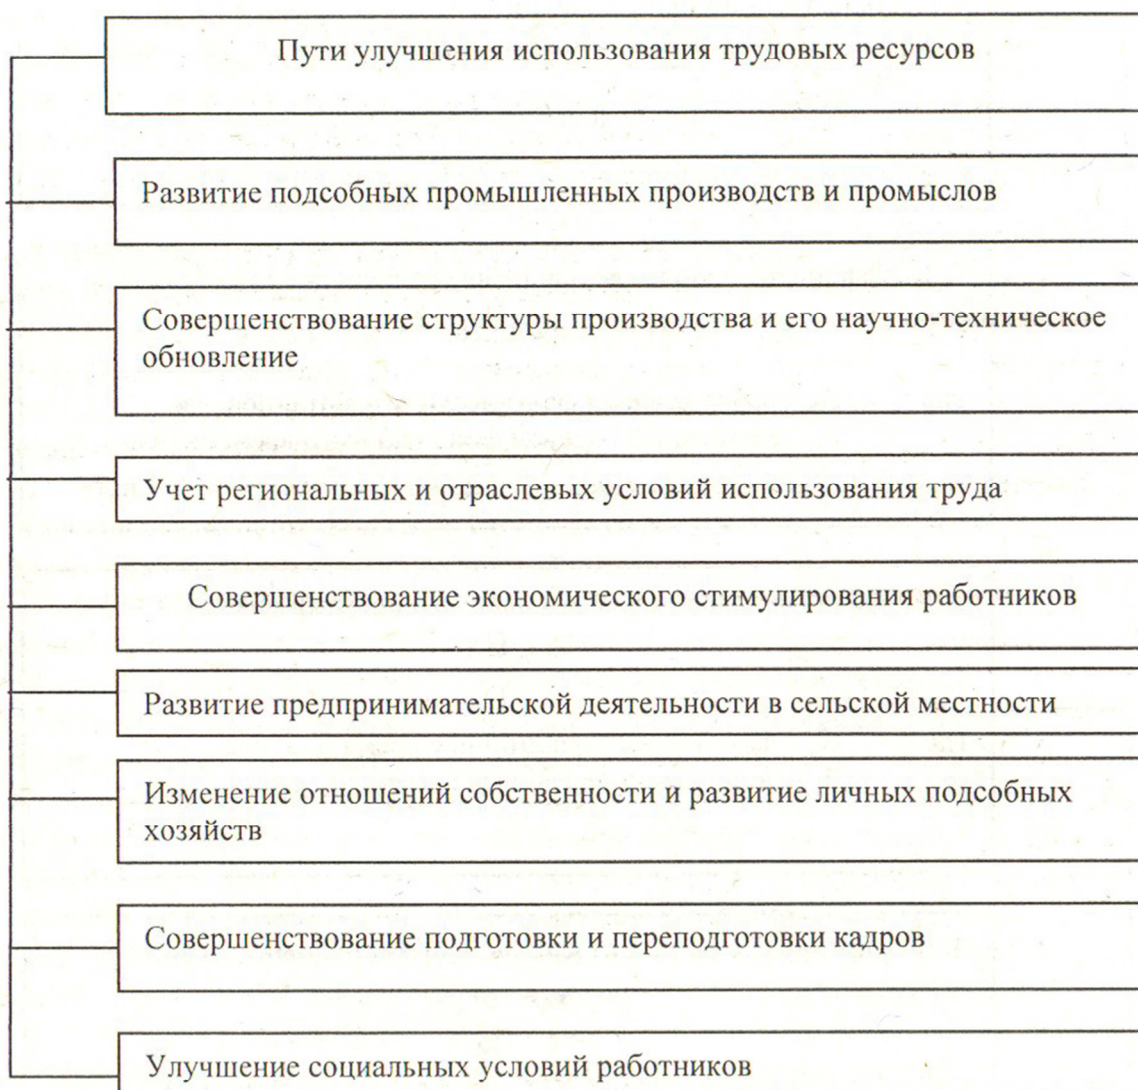 Пути улучшения использования трудовых ресурсов
Развитие подсобных промышленных производств и промыслов
Совершенствование структуры производства и его научно-техническое
обновление
Учет региональных и отраслевых условий использования труда
Совершенствование экономического стимулирования работников
Развитие предпринимательской деятельности в сельской местности
Изменение отношений собственности и развитие личных подсобных
хозяйств
Совершенствование подготовки и переподготовки кадров
Улучшение социальных условий работников